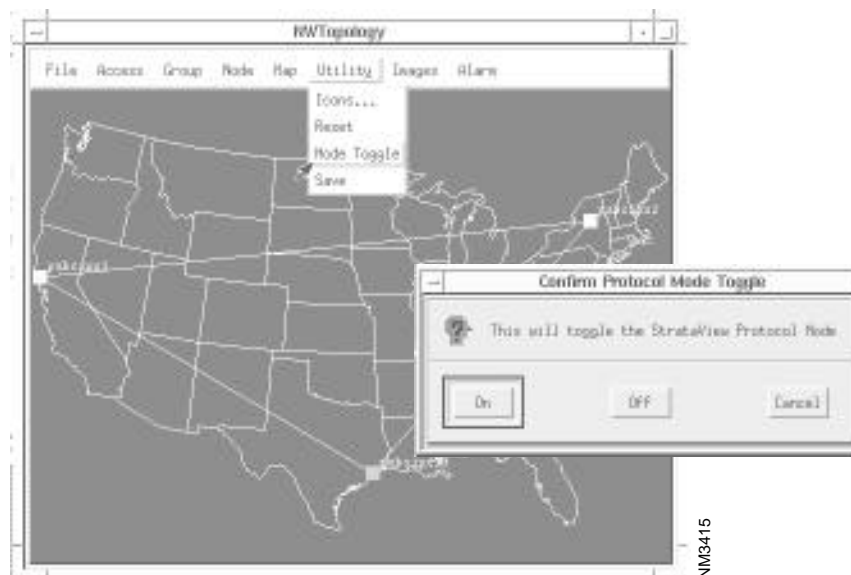 NWTopology
File Access Group Node Map Utility Images Alarm
Icons...
Reset
Mode Toggle
Save
Confirm Protocol Mode Toggle
This will toggle the StrataView Protocol Mode
On Off Cancel
NM3415